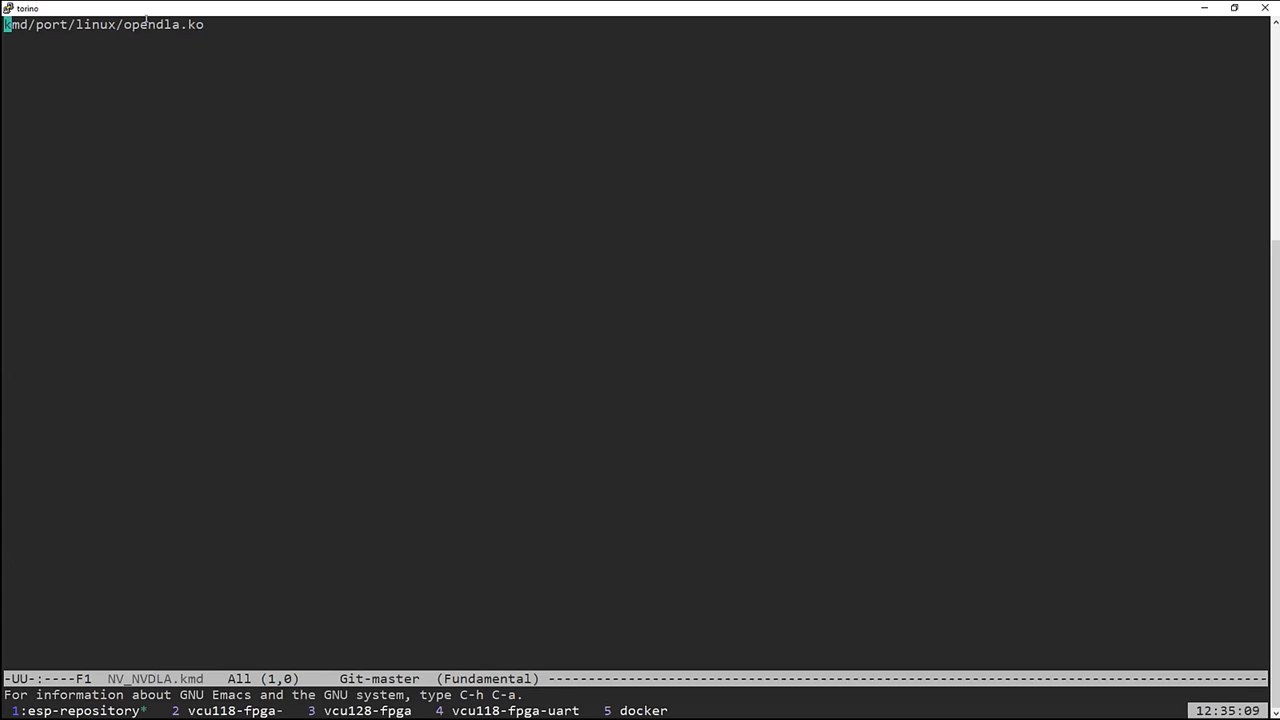 torino
kmd/port/linux/opendla.ko
-UU-:----F1  NV_NVDLA.kmd   All (1,0)     Git-master  (Fundamental) ------------------------------------------------------------------------------------------
For information about GNU Emacs and the GNU system, type C-h C-a.
1:esp-repository*   2 vcu118-fpga-   3 vcu128-fpga   4 vcu118-fpga-uart   5 docker   12:35:09